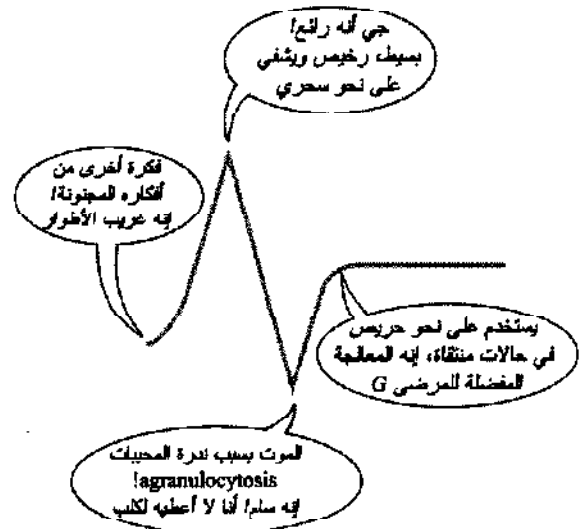 جي أنه رائع!
بسيط، رخيص ويشفي
على نحو سحري
فكرة أخرى من
أفكاره المجنونة!
إنه غريب الأطوار
يستخدم على نحو حريص
في حالات منتقاة، إنه المعالجة
المفضلة للمرضى G
الموت بسبب ندرة المحببات
agranulocytosis!
إنه سام! أنا لا أعطيه لكلب